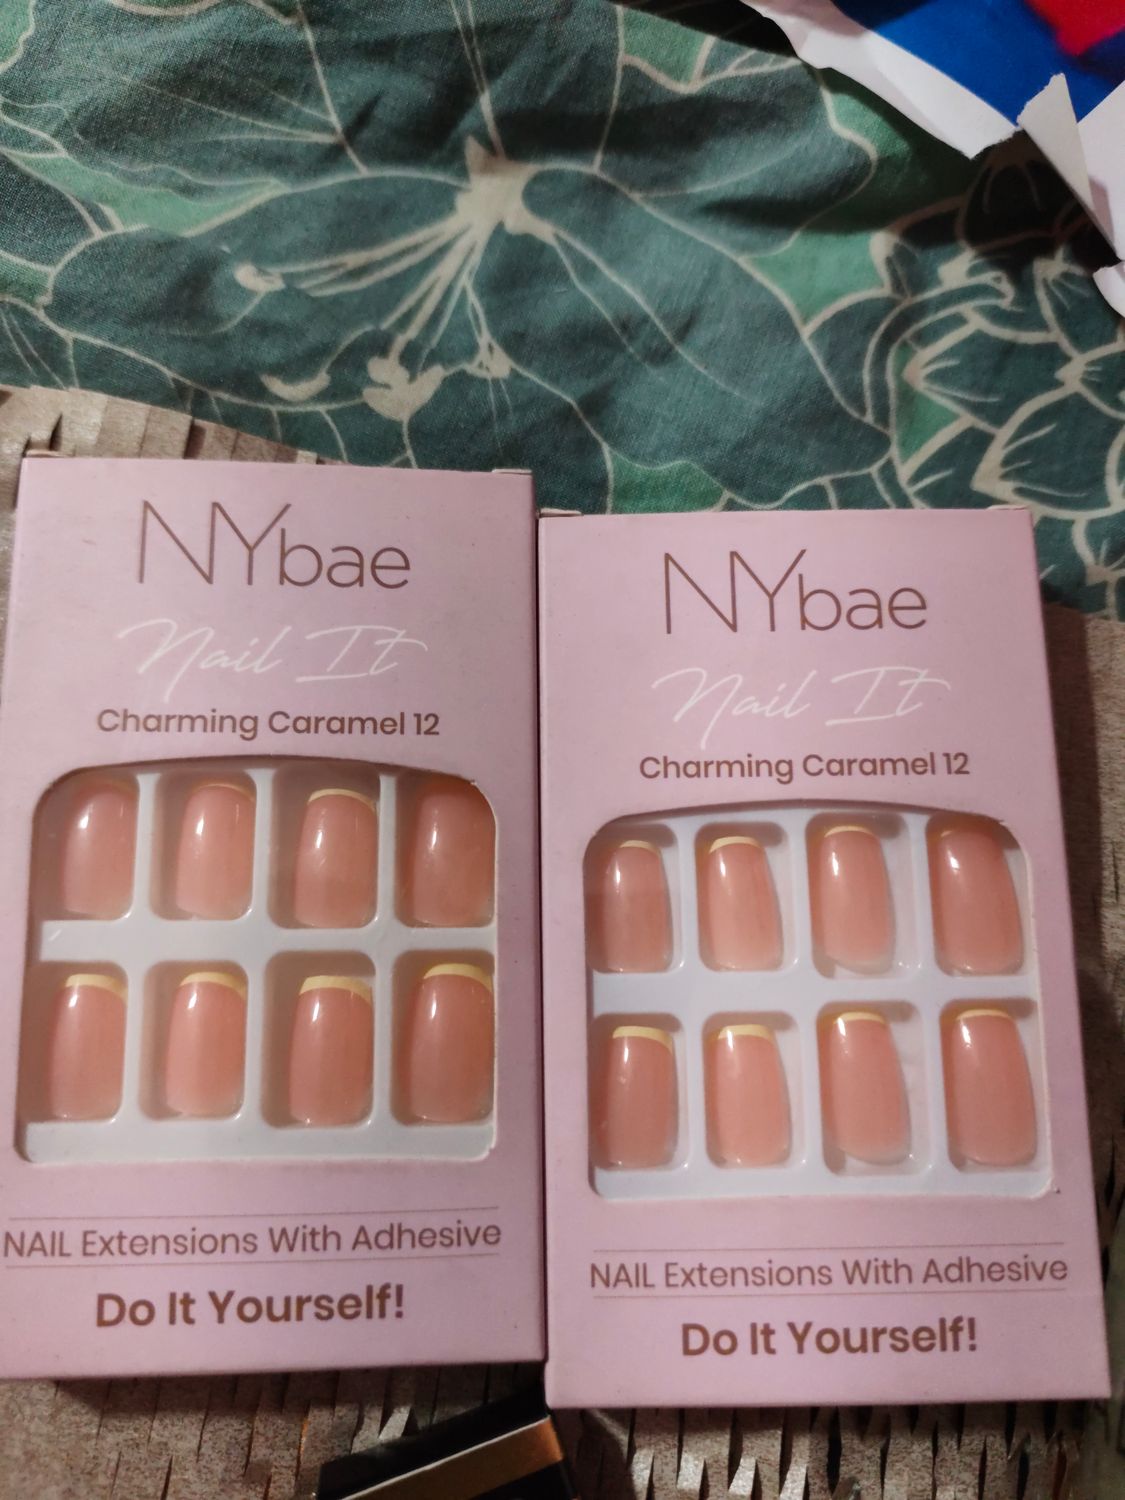 NYbae
Nail It
Charming Caramel 12
NAIL Extensions With Adhesive
Do It Yourself!
NYbae
Nail It
Charming Caramel 12
NAIL Extensions With Adhesive
Do It Yourself!